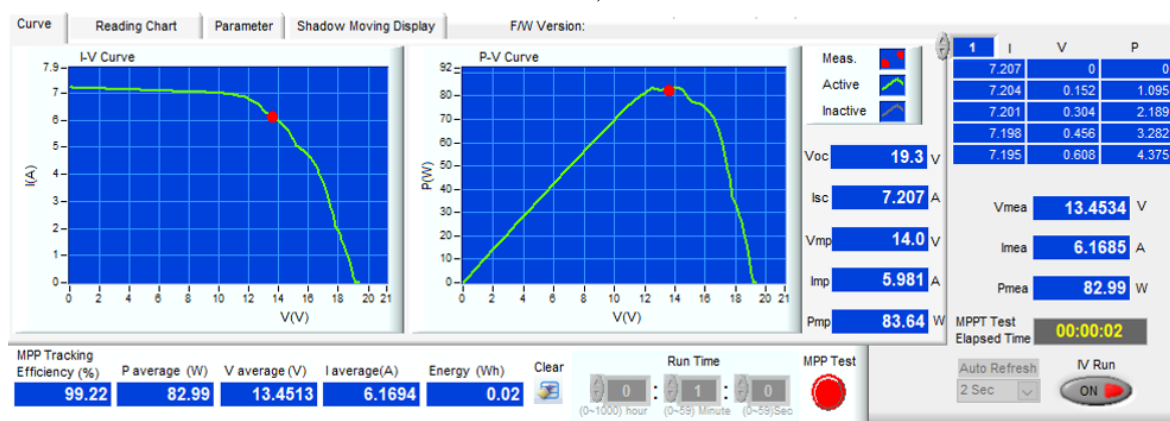 Curve Reading Chart Parameter Shadow Moving Display F/W Version:
I-V Curve
7.9
7
6
5
4
3
2
1
0
I(A)
0 2 4 6 8 10 12 14 16 18 20 21
V(V)
P-V Curve
92
80
70
60
50
40
30
20
10
0
P(W)
0 2 4 6 8 10 12 14 16 18 20 21
V(V)
Meas.
Active
Inactive
Voc 19.3 V
Isc 7.207 A
Vmp 14.0 V
Imp 5.981 A
Pmp 83.64 W
1 I V P
7.207 0 0
7.204 0.152 1.095
7.201 0.304 2.189
7.198 0.456 3.282
7.195 0.608 4.375
Vmea 13.4534 V
Imea 6.1685 A
Pmea 82.99 W
MPPT Test
Elapsed Time 00:00:02
Auto Refresh
2 Sec
IV Run
ON
MPP Tracking
Efficiency (%) P average (W) V average (V) I average(A) Energy (Wh) Clear
99.22 82.99 13.4513 6.1694 0.02
Run Time
0 : 1 : 0
(0~1000) hour (0~59) Minute (0~59)Sec
MPP Test